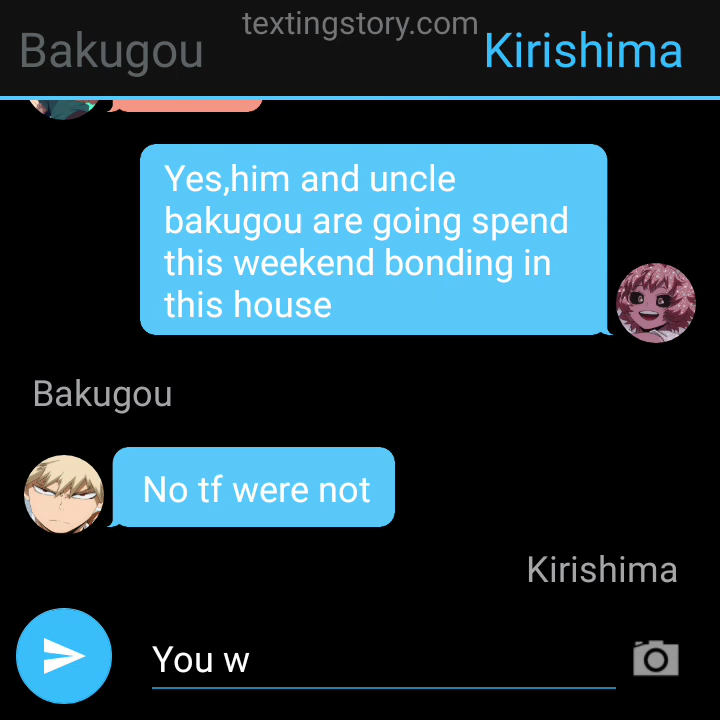 textingstory.com
Bakugou
Kirishima
Yes,him and uncle
bakugou are going spend
this weekend bonding in
this house
Bakugou
No tf were not
Kirishima
You w